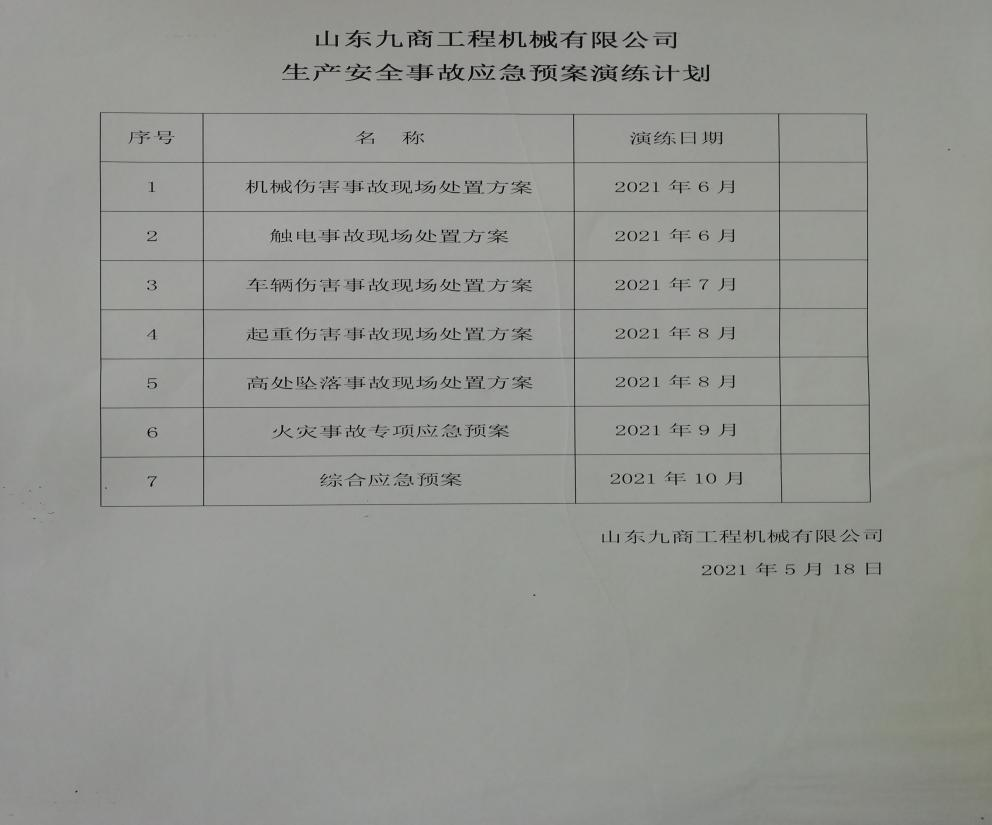 山东九商工程机械有限公司
生产安全事故应急预案演练计划
序号 名 称 演练日期
1 机械伤害事故现场处置方案 2021 年 6 月
2 触电事故现场处置方案 2021 年 6 月
3 车辆伤害事故现场处置方案 2021 年 7 月
4 起重伤害事故现场处置方案 2021 年 8 月
5 高处坠落事故现场处置方案 2021 年 8 月
6 火灾事故专项应急预案 2021 年 9 月
7 综合应急预案 2021 年 10 月
山东九商工程机械有限公司
2021 年 5 月 18 日